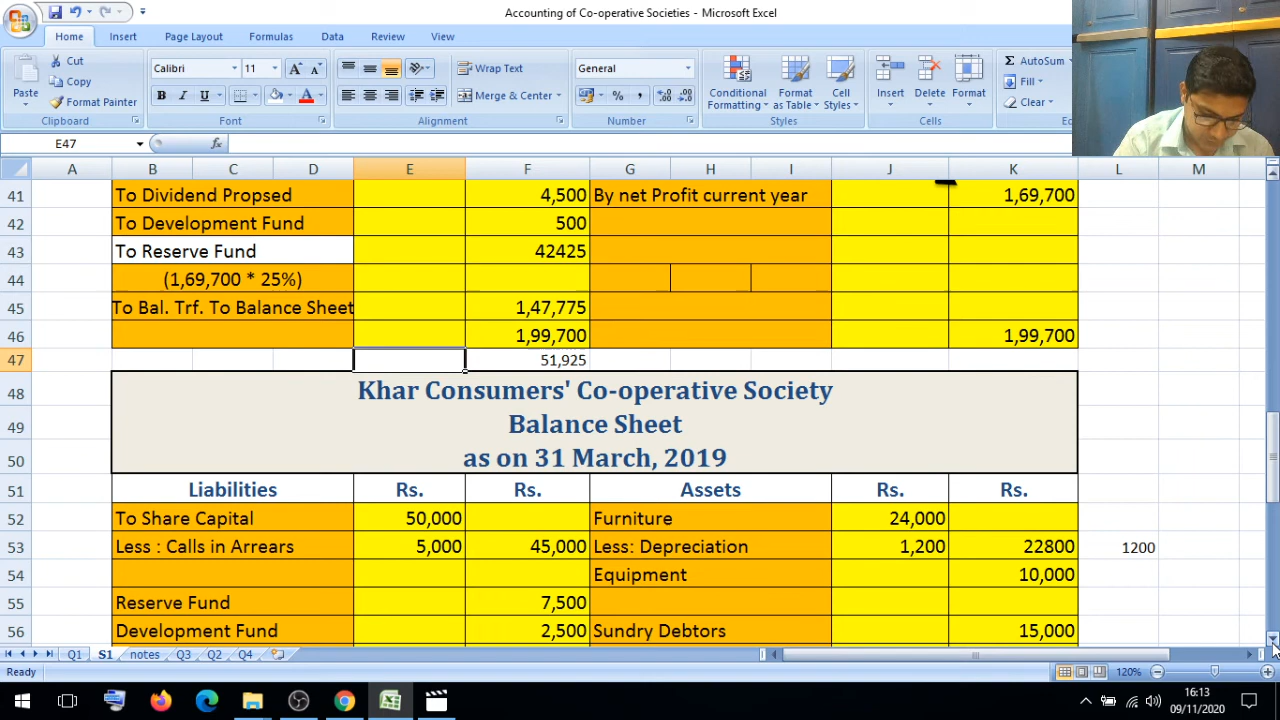 Accounting of Co-operative Societies - Microsoft Excel
Home Insert Page Layout Formulas Data Review View
Cut
Copy
Format Painter
Paste
Clipboard
Calibri 11
B I U
Font
Wrap Text
Merge & Center
Alignment
General
Number
Conditional Formatting
Format as Table
Cell Styles
Styles
Insert Delete Format
Cells
AutoSum
Fill
Clear
E47 fx
A B C D E F G H I J K L M
41 To Dividend Propsed 4,500 By net Profit current year 1,69,700
42 To Development Fund 500
43 To Reserve Fund 42425
44 (1,69,700 * 25%)
45 To Bal. Trf. To Balance Sheet 1,47,775
46 1,99,700 1,99,700
47 51,925
48 Khar Consumers' Co-operative Society
49 Balance Sheet
50 as on 31 March, 2019
51 Liabilities Rs. Rs. Assets Rs. Rs.
52 To Share Capital 50,000 Furniture 24,000
53 Less : Calls in Arrears 5,000 45,000 Less: Depreciation 1,200 22800 1200
54 Equipment 10,000
55 Reserve Fund 7,500
56 Development Fund 2,500 Sundry Debtors 15,000
Q1 S1 notes Q3 Q2 Q4
Ready 120%
16:13
09/11/2020